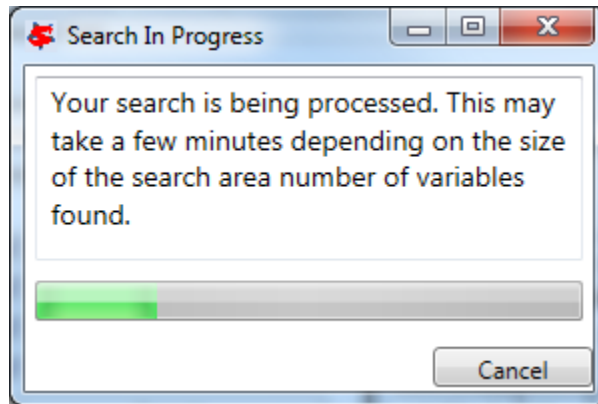 Search In Progress
Your search is being processed. This may
take a few minutes depending on the size
of the search area number of variables
found.
Cancel